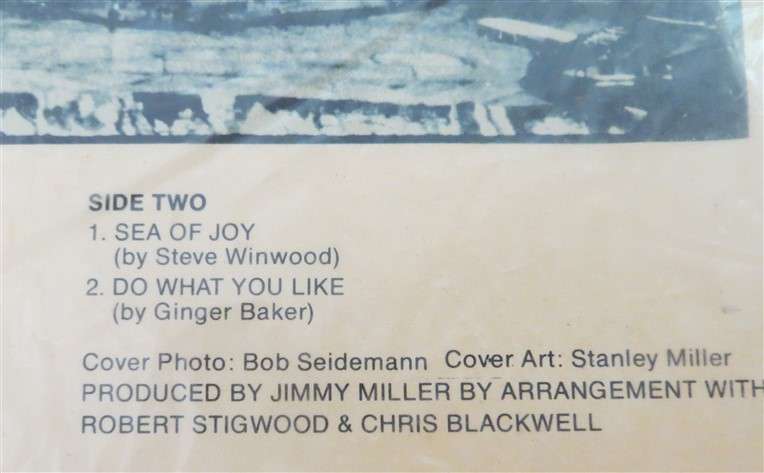 SIDE TWO
1. SEA OF JOY
(by Steve Winwood)
2. DO WHAT YOU LIKE
(by Ginger Baker)
Cover Photo: Bob Seidemann Cover Art: Stanley Miller
PRODUCED BY JIMMY MILLER BY ARRANGEMENT WITH
ROBERT STIGWOOD & CHRIS BLACKWELL